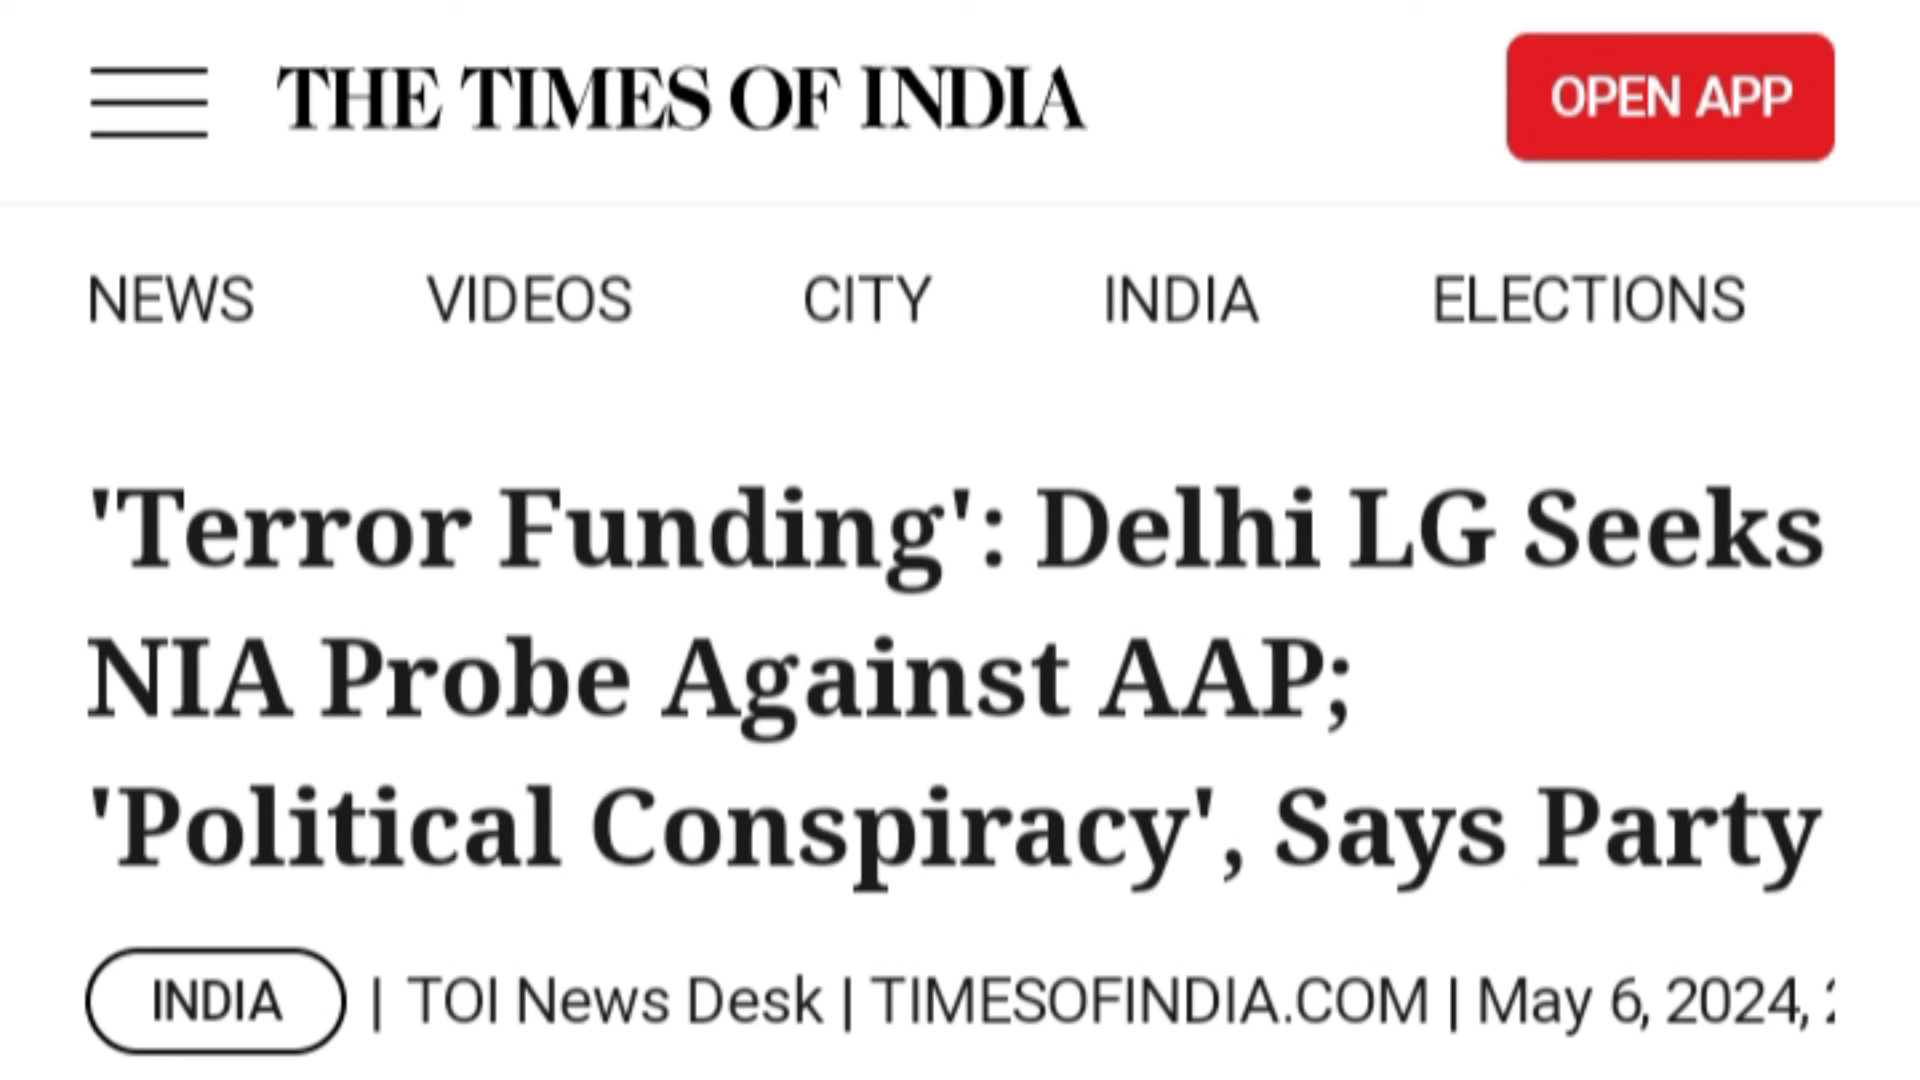 THE TIMES OF INDIA OPEN APP
NEWS VIDEOS CITY INDIA ELECTIONS
'Terror Funding': Delhi LG Seeks
NIA Probe Against AAP;
'Political Conspiracy', Says Party
INDIA | TOI News Desk | TIMESOFINDIA.COM | May 6, 2024,